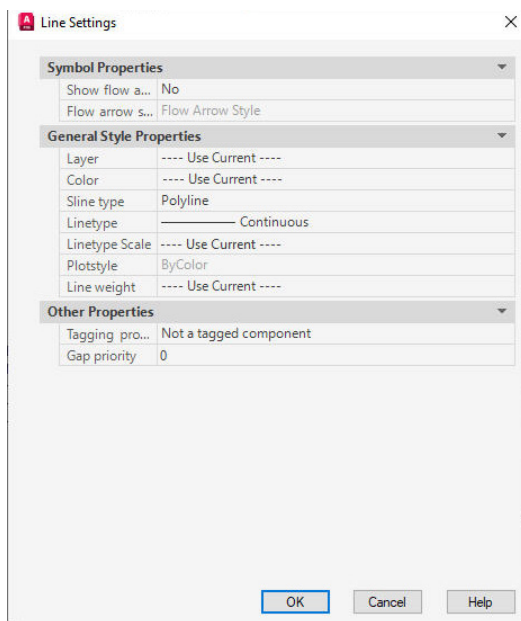 Line Settings
Symbol Properties
Show flow a... No
Flow arrow s... Flow Arrow Style
General Style Properties
Layer ---- Use Current ----
Color ---- Use Current ----
Sline type Polyline
Linetype Continuous
Linetype Scale ---- Use Current ----
Plotstyle ByColor
Line weight ---- Use Current ----
Other Properties
Tagging pro... Not a tagged component
Gap priority 0
OK Cancel Help